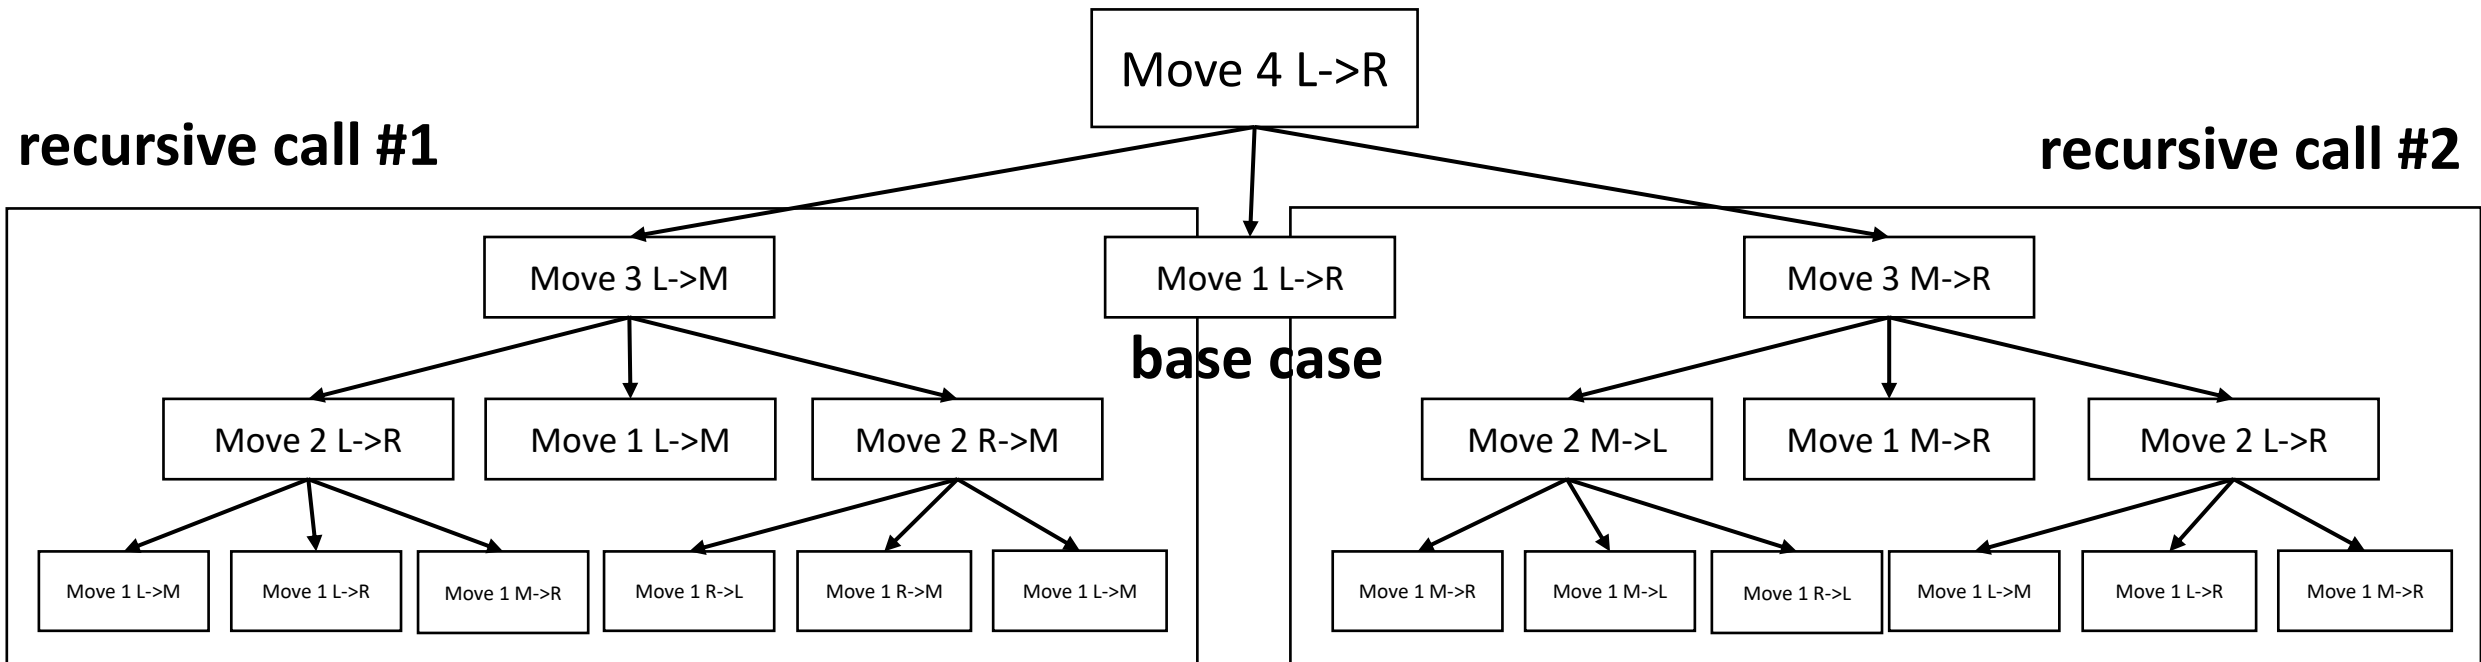 Move 4 L->R
recursive call #1
recursive call #2
Move 3 L->M
Move 1 L->R
Move 3 M->R
base case
Move 2 L->R
Move 1 L->M
Move 2 R->M
Move 2 M->L
Move 1 M->R
Move 2 L->R
Move 1 L->M
Move 1 L->R
Move 1 M->R
Move 1 R->L
Move 1 R->M
Move 1 L->M
Move 1 M->R
Move 1 M->L
Move 1 R->L
Move 1 L->M
Move 1 L->R
Move 1 M->R